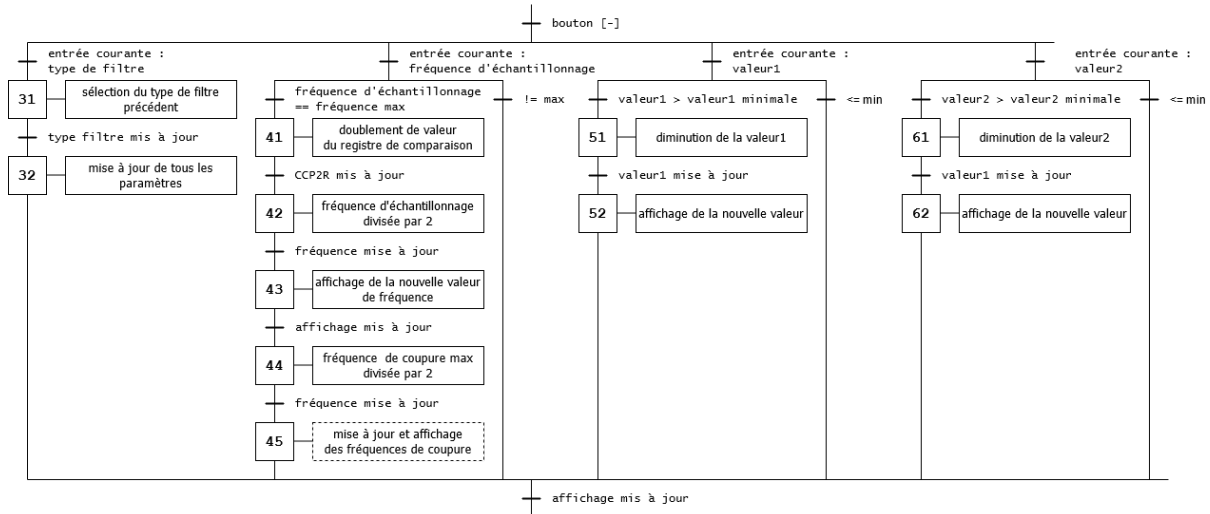 bouton [-]
entrée courante :
type de filtre
entrée courante :
fréquence d'échantillonnage
entrée courante :
valeur1
entrée courante :
valeur2
31
sélection du type de filtre
précédent
type filtre mis à jour
32
mise à jour de tous les
paramètres
fréquence d'échantillonnage
== fréquence max
!= max
41
doublement de valeur
du registre de comparaison
CCP2R mis à jour
42
fréquence d'échantillonnage
divisée par 2
fréquence mise à jour
43
affichage de la nouvelle valeur
de fréquence
affichage mis à jour
44
fréquence de coupure max
divisée par 2
fréquence mise à jour
45
mise à jour et affichage
des fréquences de coupure
valeur1 > valeur1 minimale
<= min
51
diminution de la valeur1
valeur1 mise à jour
52
affichage de la nouvelle valeur
valeur2 > valeur2 minimale
<= min
61
diminution de la valeur2
valeur1 mise à jour
62
affichage de la nouvelle valeur
affichage mis à jour